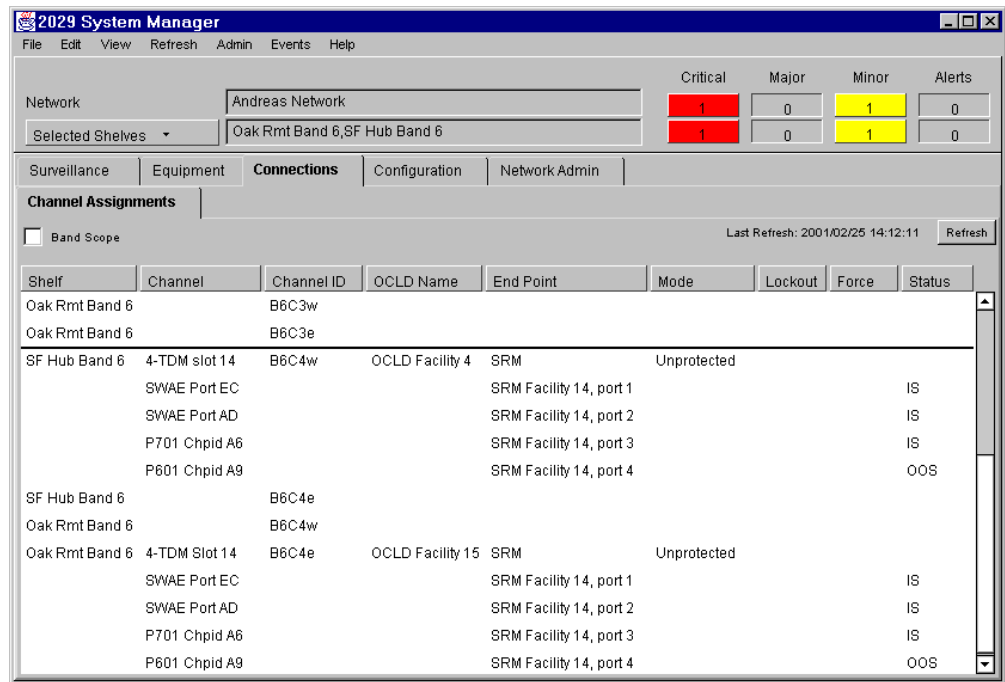 2029 System Manager
File Edit View Refresh Admin Events Help
Critical Major Minor Alerts
Network Andreas Network 1 0 1 0
Selected Shelves Oak Rmt Band 6,SF Hub Band 6 1 0 1 0
Surveillance Equipment Connections Configuration Network Admin
Channel Assignments
Band Scope Last Refresh: 2001/02/25 14:12:11 Refresh
Shelf Channel Channel ID OCLD Name End Point Mode Lockout Force Status
Oak Rmt Band 6 B6C3w
Oak Rmt Band 6 B6C3e
SF Hub Band 6 4-TDM slot 14 B6C4w OCLD Facility 4 SRM Unprotected
SWAE Port EC SRM Facility 14, port 1 IS
SWAE Port AD SRM Facility 14, port 2 IS
P701 Chpid A6 SRM Facility 14, port 3 IS
P601 Chpid A9 SRM Facility 14, port 4 OOS
SF Hub Band 6 B6C4e
Oak Rmt Band 6 B6C4w
Oak Rmt Band 6 4-TDM Slot 14 B6C4e OCLD Facility 15 SRM Unprotected
SWAE Port EC SRM Facility 14, port 1 IS
SWAE Port AD SRM Facility 14, port 2 IS
P701 Chpid A6 SRM Facility 14, port 3 IS
P601 Chpid A9 SRM Facility 14, port 4 OOS